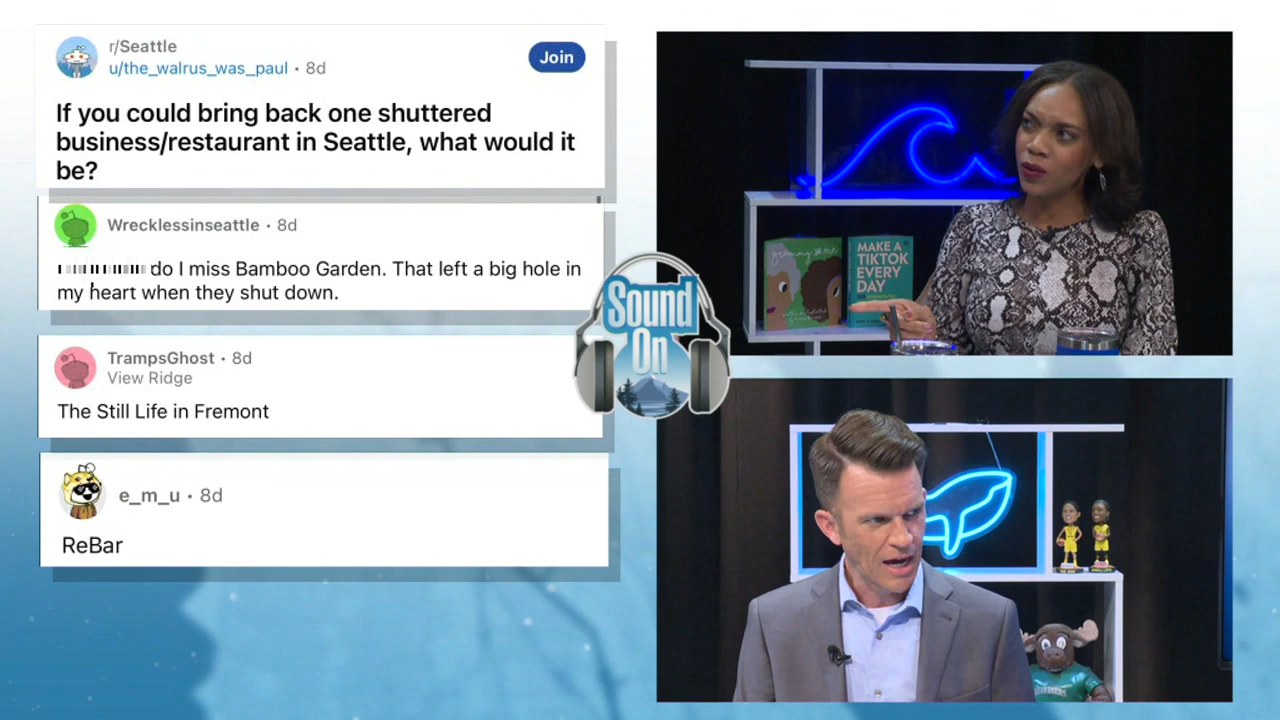 r/Seattle
u/the_walrus_was_paul • 8d
Join
If you could bring back one shuttered
business/restaurant in Seattle, what would it
be?
Wrecklessinseattle • 8d
do I miss Bamboo Garden. That left a big hole in
my heart when they shut down.
TrampsGhost • 8d
View Ridge
The Still Life in Fremont
e_m_u • 8d
ReBar
Sound
On
MAKE A
TIKTOK
EVERY
DAY
MARINERS